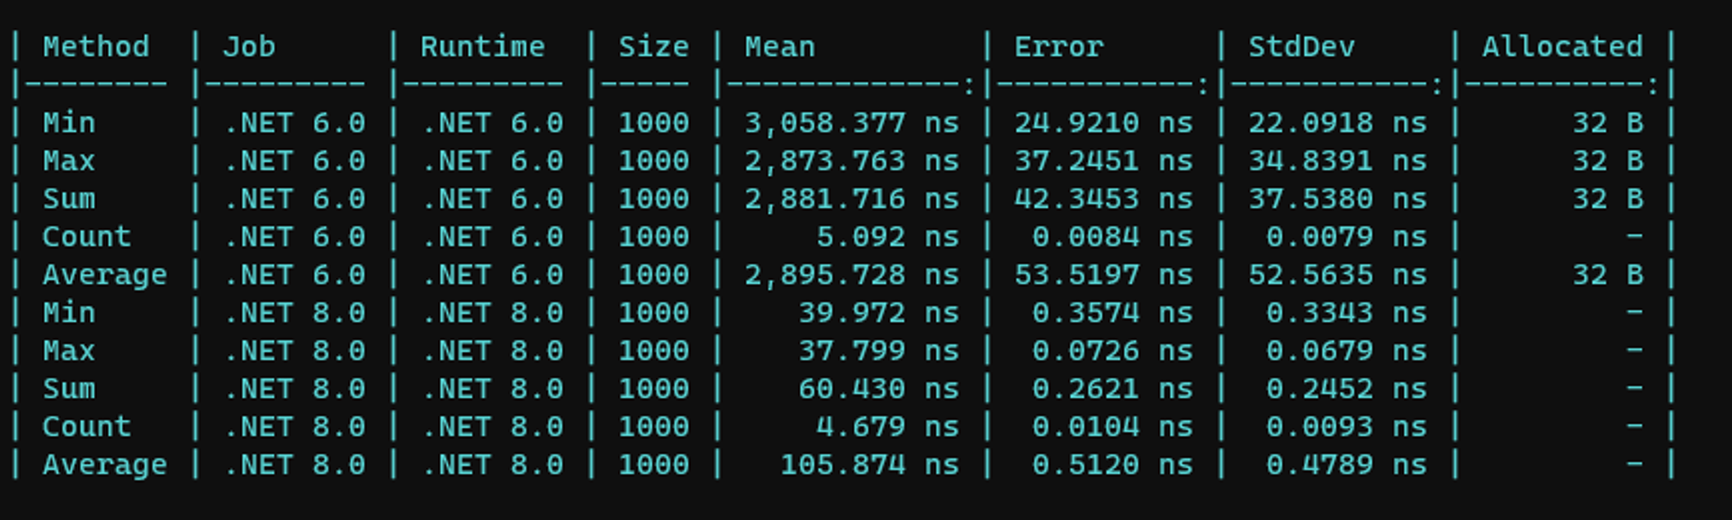 | Method  | Job      | Runtime  | Size | Mean         | Error      | StdDev     | Allocated |
|-------- |--------- |--------- |----- |-------------:|-----------:|-----------:|----------:|
| Min     | .NET 6.0 | .NET 6.0 | 1000 | 3,058.377 ns | 24.9210 ns | 22.0918 ns |      32 B |
| Max     | .NET 6.0 | .NET 6.0 | 1000 | 2,873.763 ns | 37.2451 ns | 34.8391 ns |      32 B |
| Sum     | .NET 6.0 | .NET 6.0 | 1000 | 2,881.716 ns | 42.3453 ns | 37.5380 ns |      32 B |
| Count   | .NET 6.0 | .NET 6.0 | 1000 |     5.092 ns |  0.0084 ns |  0.0079 ns |         - |
| Average | .NET 6.0 | .NET 6.0 | 1000 | 2,895.728 ns | 53.5197 ns | 52.5635 ns |      32 B |
| Min     | .NET 8.0 | .NET 8.0 | 1000 |    39.972 ns |  0.3574 ns |  0.3343 ns |         - |
| Max     | .NET 8.0 | .NET 8.0 | 1000 |    37.799 ns |  0.0726 ns |  0.0679 ns |         - |
| Sum     | .NET 8.0 | .NET 8.0 | 1000 |    60.430 ns |  0.2621 ns |  0.2452 ns |         - |
| Count   | .NET 8.0 | .NET 8.0 | 1000 |     4.679 ns |  0.0104 ns |  0.0093 ns |         - |
| Average | .NET 8.0 | .NET 8.0 | 1000 |   105.874 ns |  0.5120 ns |  0.4789 ns |         - |